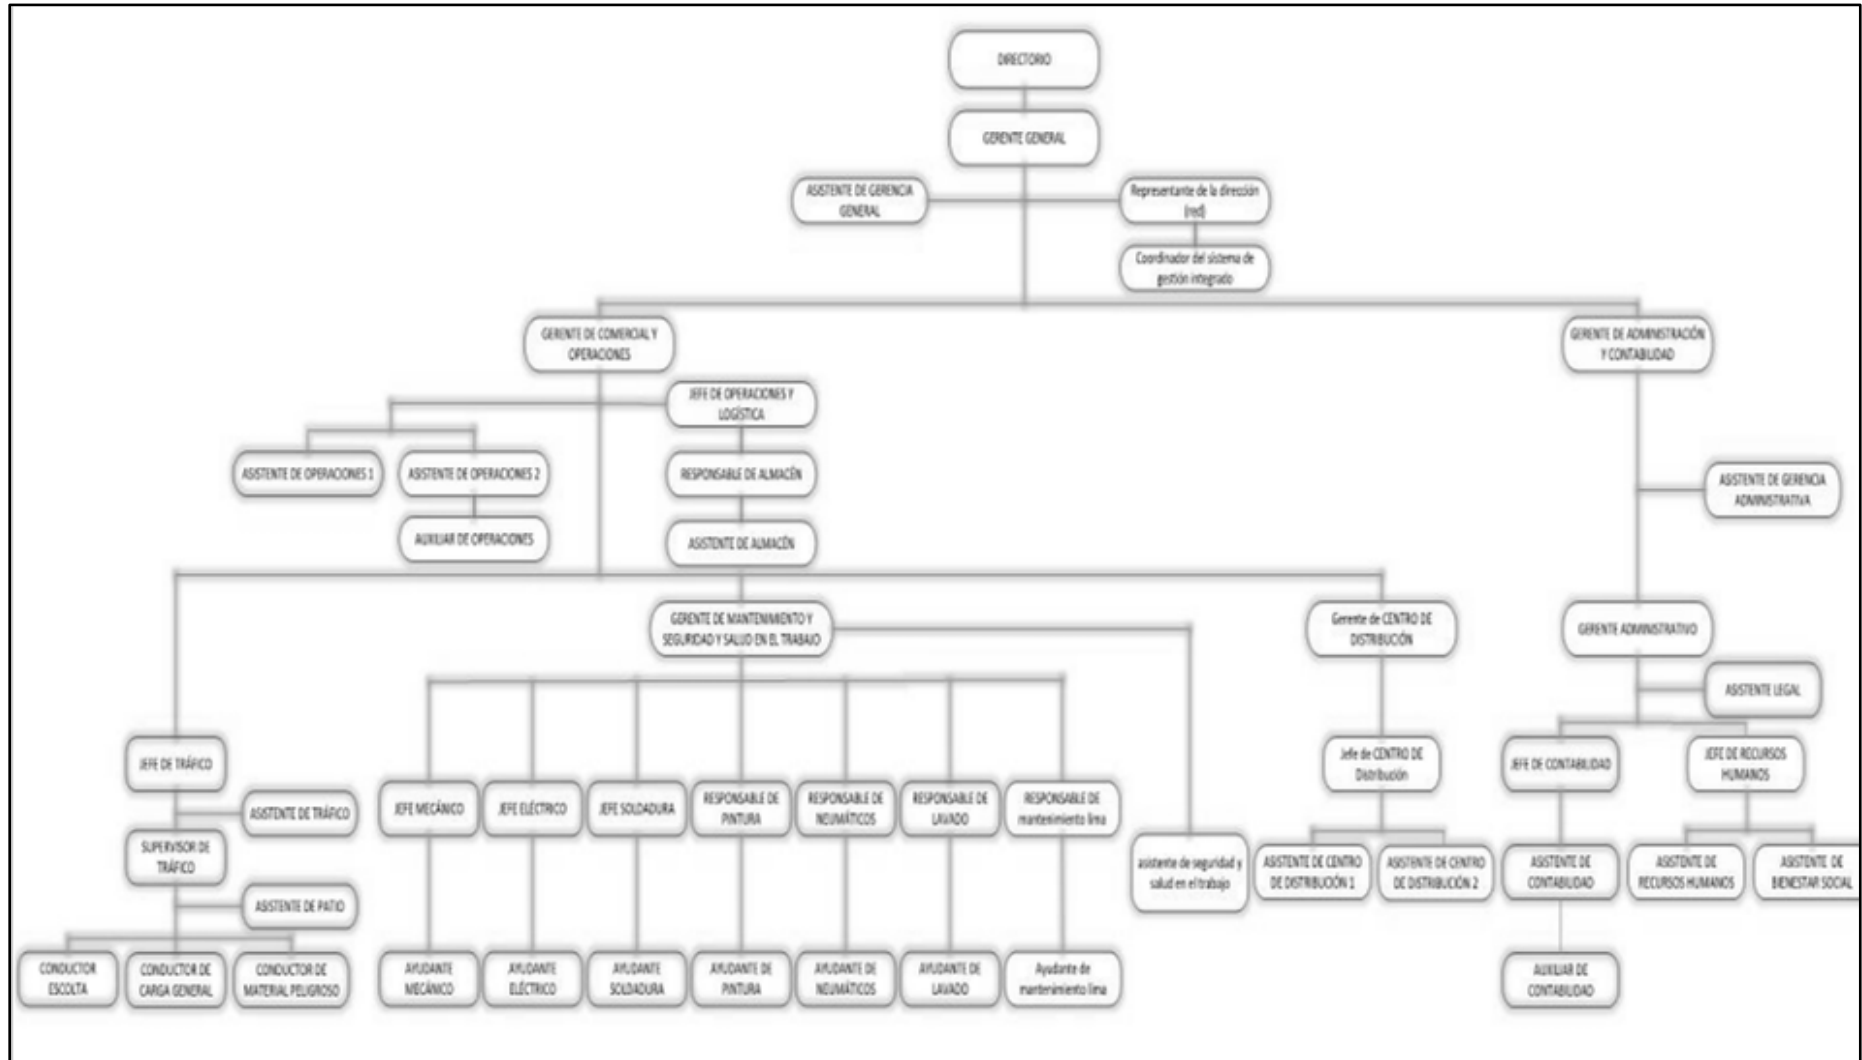 DIRECTORIO
GERENTE GENERAL
ASISTENTE DE GERENCIA
GENERAL
Representante de la dirección
(red)
Coordinador del sistema de
gestión integrado
GERENTE DE COMERCIAL Y
OPERACIONES
GERENTE DE ADMINISTRACIÓN
Y CONTABILIDAD
JEFE DE OPERACIONES Y
LOGÍSTICA
ASISTENTE DE OPERACIONES 1
ASISTENTE DE OPERACIONES 2
RESPONSABLE DE ALMACÉN
ASISTENTE DE GERENCIA
ADMINISTRATIVA
AUXILIAR DE OPERACIONES
ASISTENTE DE ALMACÉN
GERENTE DE MANTENIMIENTO Y
SEGURIDAD Y SALUD EN EL TRABAJO
Gerente de CENTRO DE
DISTRIBUCIÓN
GERENTE ADMINISTRATIVO
ASISTENTE LEGAL
JEFE DE TRÁFICO
Jefe de CENTRO DE
Distribución
JEFE DE CONTABILIDAD
JEFE DE RECURSOS
HUMANOS
ASISTENTE DE TRÁFICO
JEFE MECÁNICO
JEFE ELÉCTRICO
JEFE SOLDADURA
RESPONSABLE DE
PINTURA
RESPONSABLE DE
NEUMÁTICOS
RESPONSABLE DE
LAVADO
RESPONSABLE DE
mantenimiento lima
SUPERVISOR DE
TRÁFICO
asistente de seguridad y
salud en el trabajo
ASISTENTE DE CENTRO
DE DISTRIBUCIÓN 1
ASISTENTE DE CENTRO
DE DISTRIBUCIÓN 2
ASISTENTE DE
CONTABILIDAD
ASISTENTE DE
RECURSOS HUMANOS
ASISTENTE DE
BIENESTAR SOCIAL
ASISTENTE DE PATIO
CONDUCTOR
ESCOLTA
CONDUCTOR DE
CARGA GENERAL
CONDUCTOR DE
MATERIAL PELIGROSO
AYUDANTE
MECÁNICO
AYUDANTE
ELÉCTRICO
AYUDANTE
SOLDADURA
AYUDANTE DE
PINTURA
AYUDANTE DE
NEUMÁTICOS
AYUDANTE DE
LAVADO
Ayudante de
mantenimiento lima
AUXILIAR DE
CONTABILIDAD